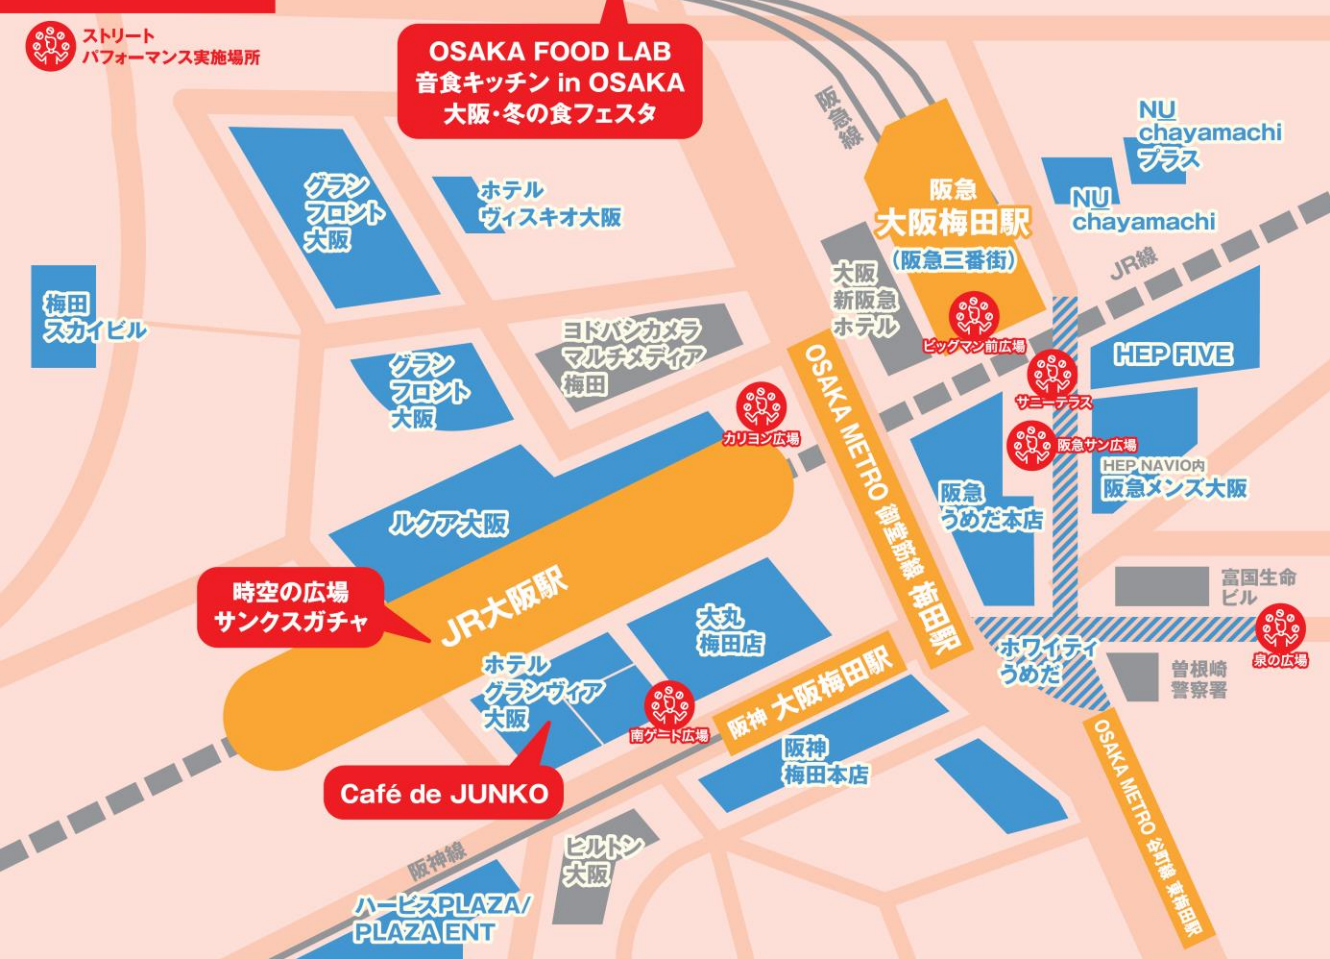 ストリート
パフォーマンス実施場所
OSAKA FOOD LAB
音食キッチン in OSAKA
大阪・冬の食フェスタ
阪急線
NU
chayamachi
プラス
NU
chayamachi
阪急
大阪梅田駅
(阪急三番街)
グラン
フロント
大阪
ホテル
ヴィスキオ大阪
JR線
大阪
新阪急
ホテル
梅田
スカイビル
ヨドバシカメラ
マルチメディア
梅田
ビッグマン前広場
HEP FIVE
グラン
フロント
大阪
サニーテラス
カリヨン広場
OSAKA METRO 御堂筋線 梅田駅
阪急サン広場
HEP NAVIO内
阪急メンズ大阪
阪急
うめだ本店
ルクア大阪
時空の広場
サンクスガチャ
JR大阪駅
富国生命
ビル
大丸
梅田店
ホワイティ
うめだ
泉の広場
ホテル
グランヴィア
大阪
曽根崎
警察署
南ゲート広場
阪神 大阪梅田駅
阪神
梅田本店
Café de JUNKO
OSAKA METRO 谷町線 東梅田駅
阪神線
ヒルトン
大阪
ハービスPLAZA/
PLAZA ENT